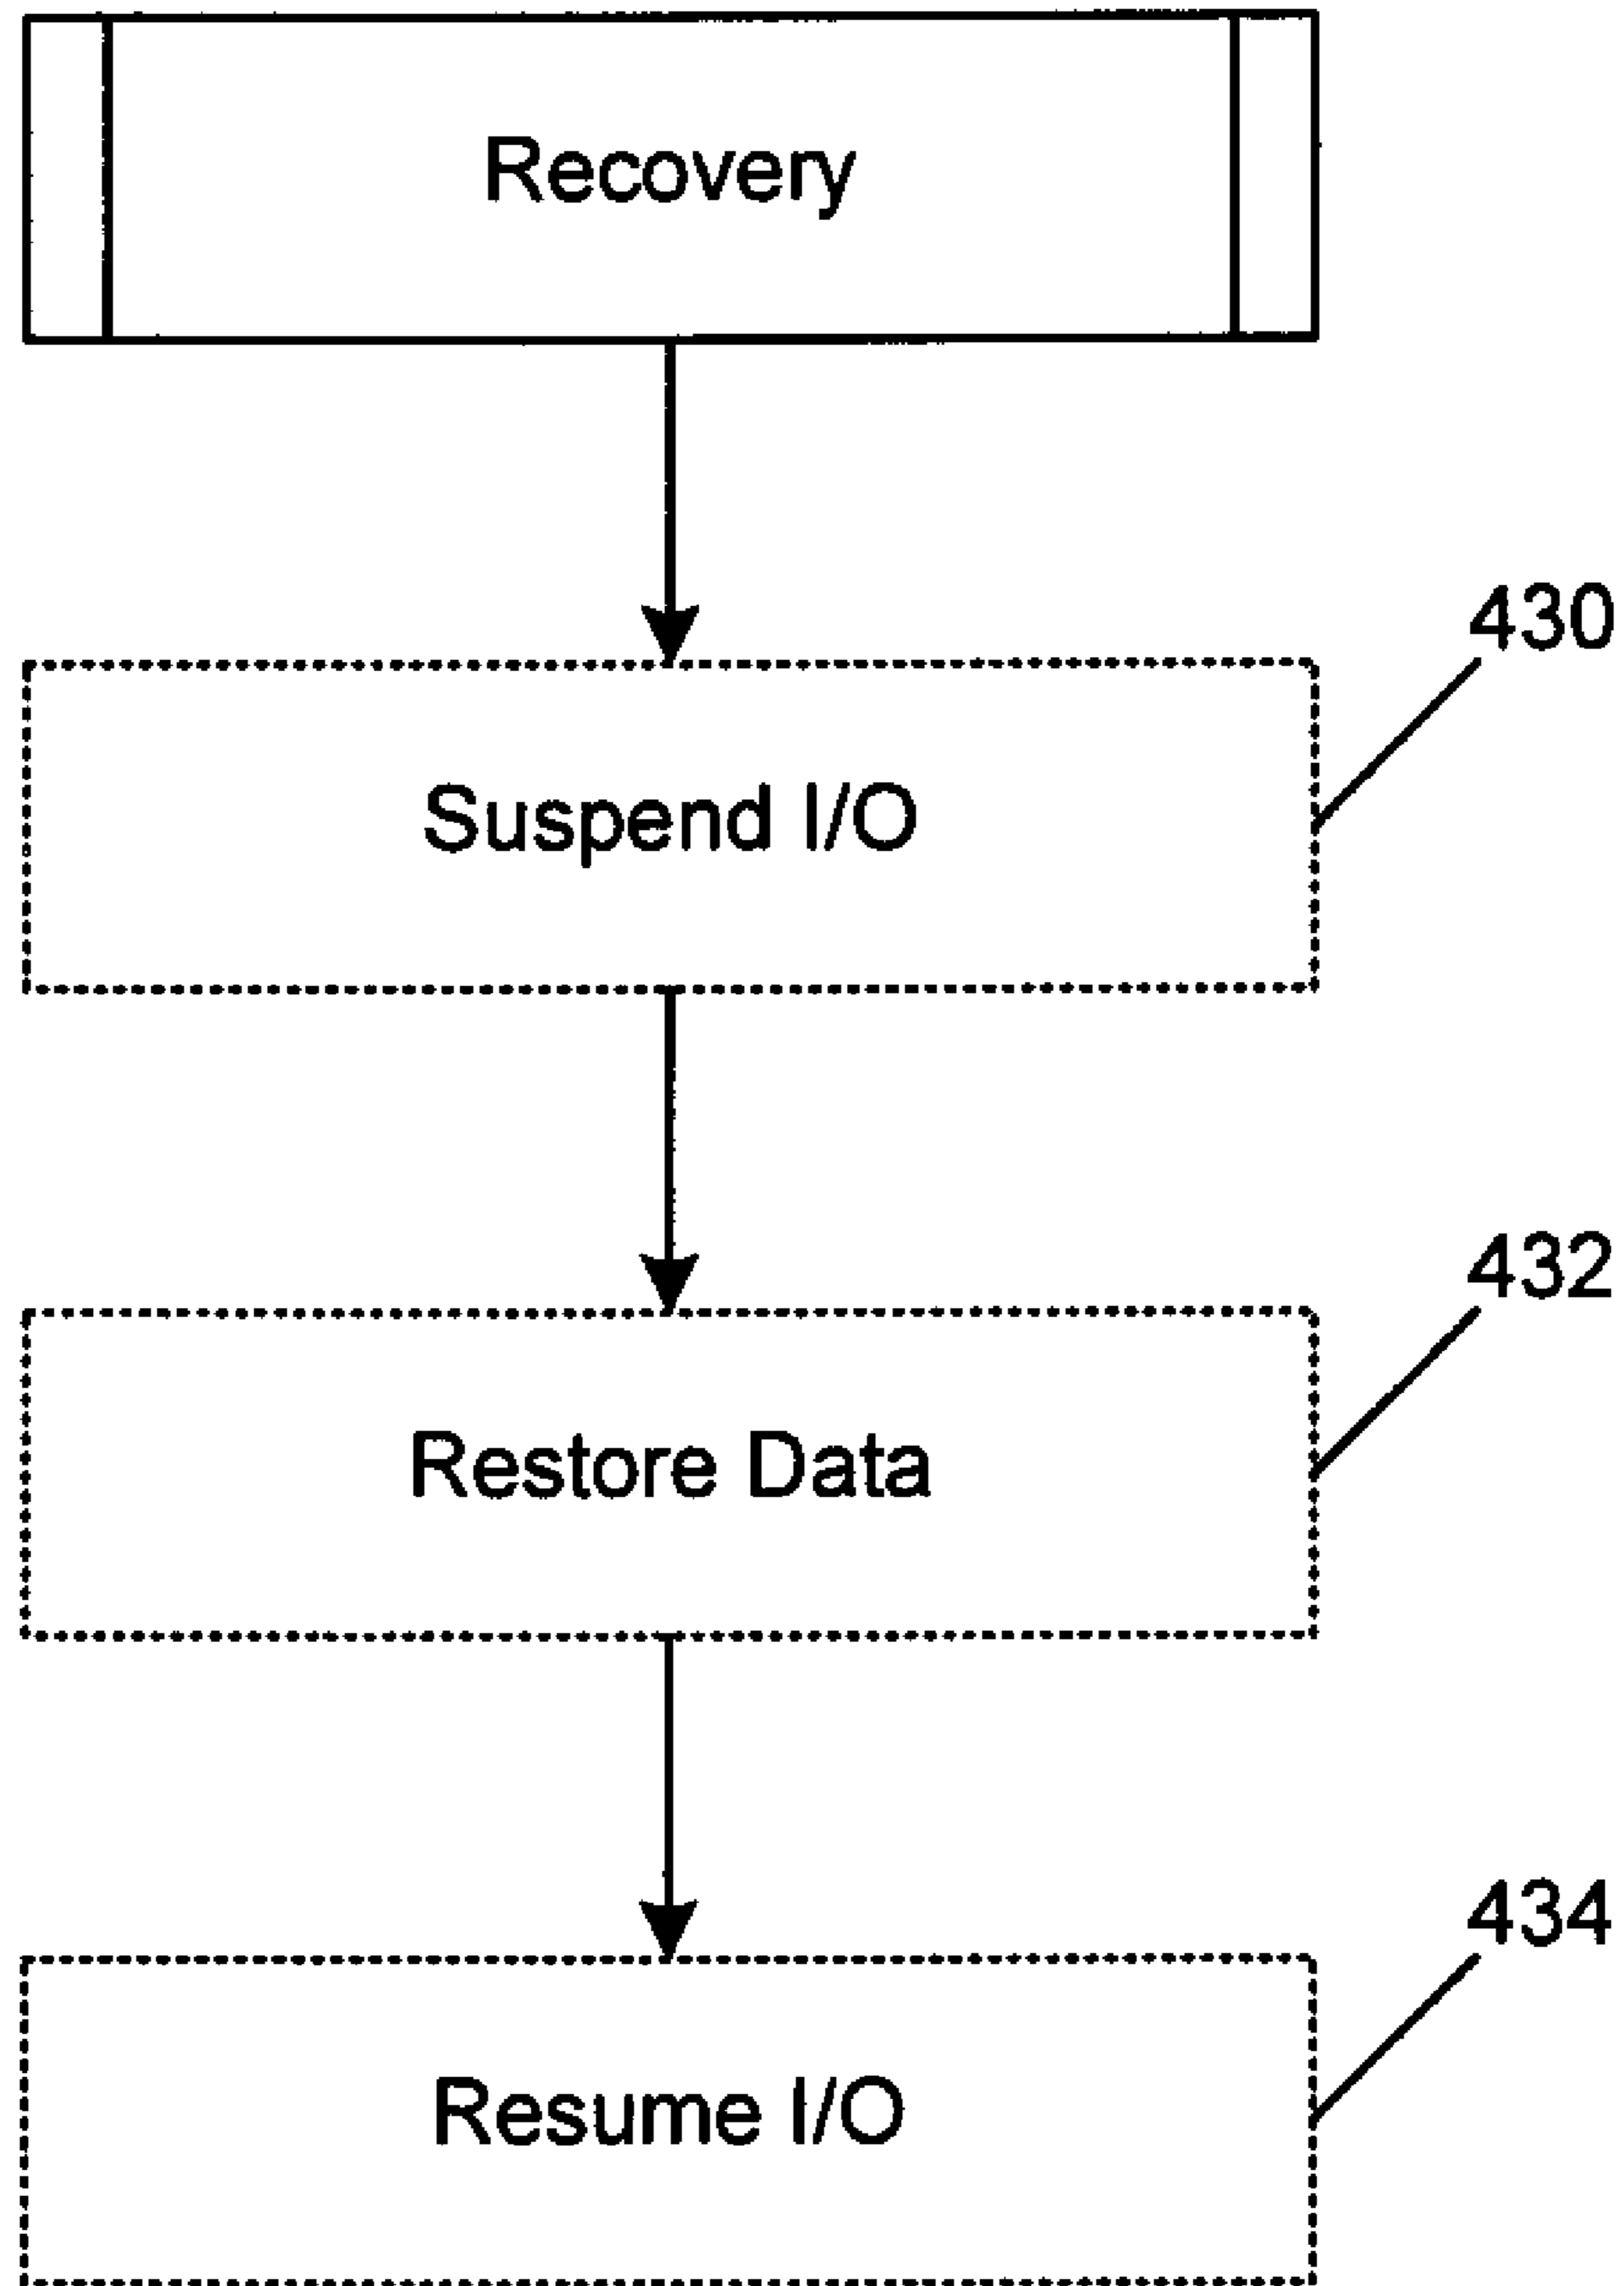 Recovery
430
Suspend I/O
432
Restore Data
434
Resume I/O